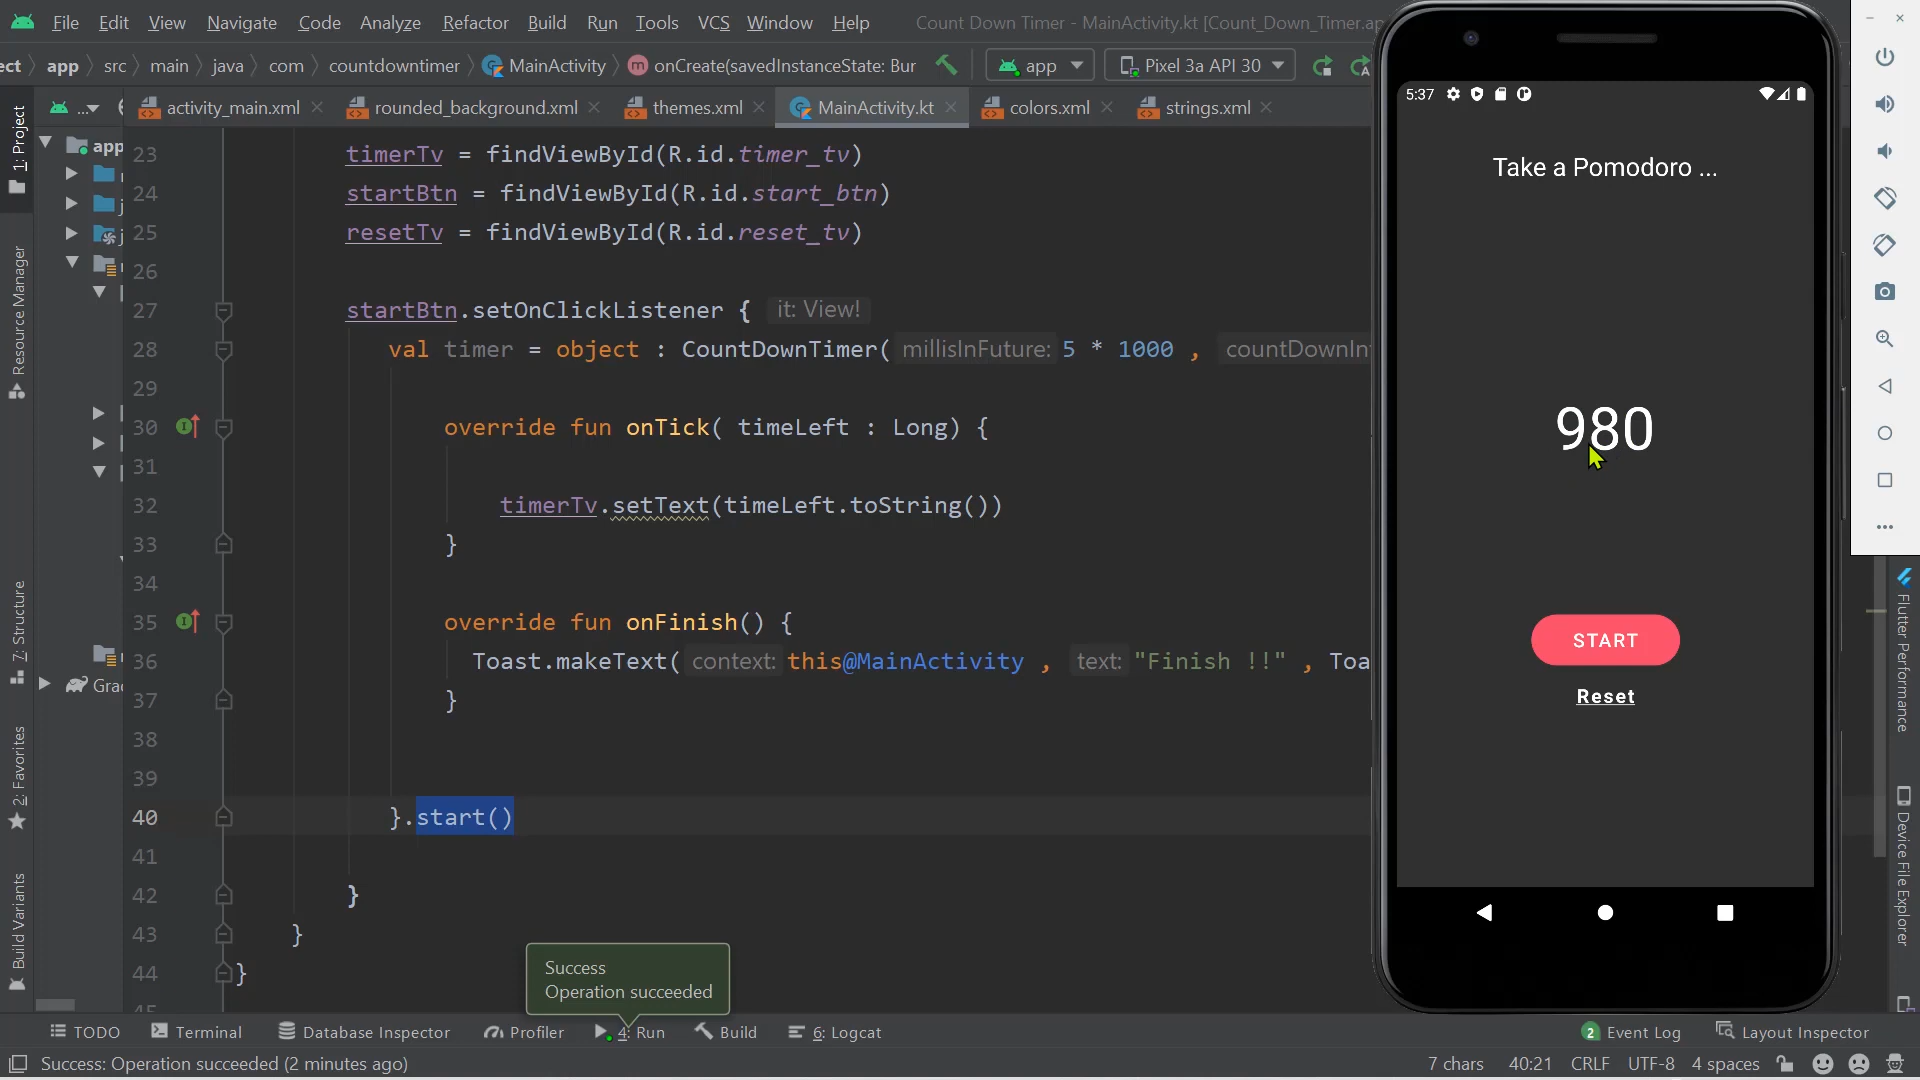 File Edit View Navigate Code Analyze Refactor Build Run Tools VCS Window Help Count Down Timer - MainActivity.kt [Count_Down_Timer.ap
ect app src main java com countdowntimer MainActivity m onCreate(savedInstanceState: Bun app Pixel 3a API 30
... activity_main.xml rounded_background.xml themes.xml MainActivity.kt colors.xml strings.xml
1: Project
Resource Manager
7: Structure
2: Favorites
Build Variants
app
Grac
23 timerTv = findViewById(R.id.timer_tv)
24 startBtn = findViewById(R.id.start_btn)
25 resetTv = findViewById(R.id.reset_tv)
26
27 startBtn.setOnClickListener { it: View!
28 val timer = object : CountDownTimer( millisInFuture: 5 * 1000 , countDownInt
29
30 override fun onTick( timeLeft : Long) {
31
32 timerTv.setText(timeLeft.toString())
33 }
34
35 override fun onFinish() {
36 Toast.makeText( context: this@MainActivity , text: "Finish !!" , Toa
37 }
38
39
40 }.start()
41
42 }
43 }
44 }
45
5:37
Take a Pomodoro ...
980
START
Reset
Flutter Performance
Device File Explorer
Success
Operation succeeded
TODO Terminal Database Inspector Profiler 4: Run Build 6: Logcat 2 Event Log Layout Inspector
Success: Operation succeeded (2 minutes ago) 7 chars 40:21 CRLF UTF-8 4 spaces